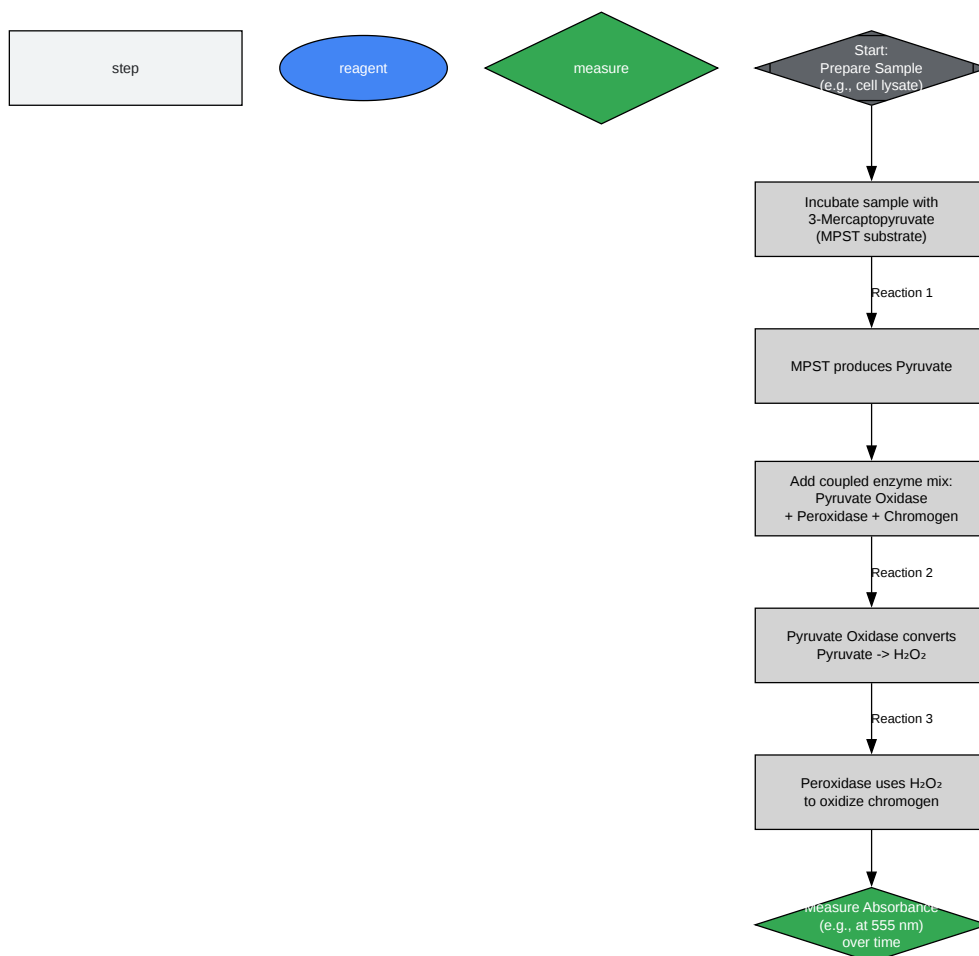 step
reagent
measure
Start:
Prepare Sample
(e.g., cell lysate)
Incubate sample with
3-Mercaptopyruvate
(MPST substrate)
Reaction 1
MPST produces Pyruvate
Add coupled enzyme mix:
Pyruvate Oxidase
+ Peroxidase + Chromogen
Reaction 2
Pyruvate Oxidase converts
Pyruvate -> H₂O₂
Reaction 3
Peroxidase uses H₂O₂
to oxidize chromogen
Measure Absorbance
(e.g., at 555 nm)
over time